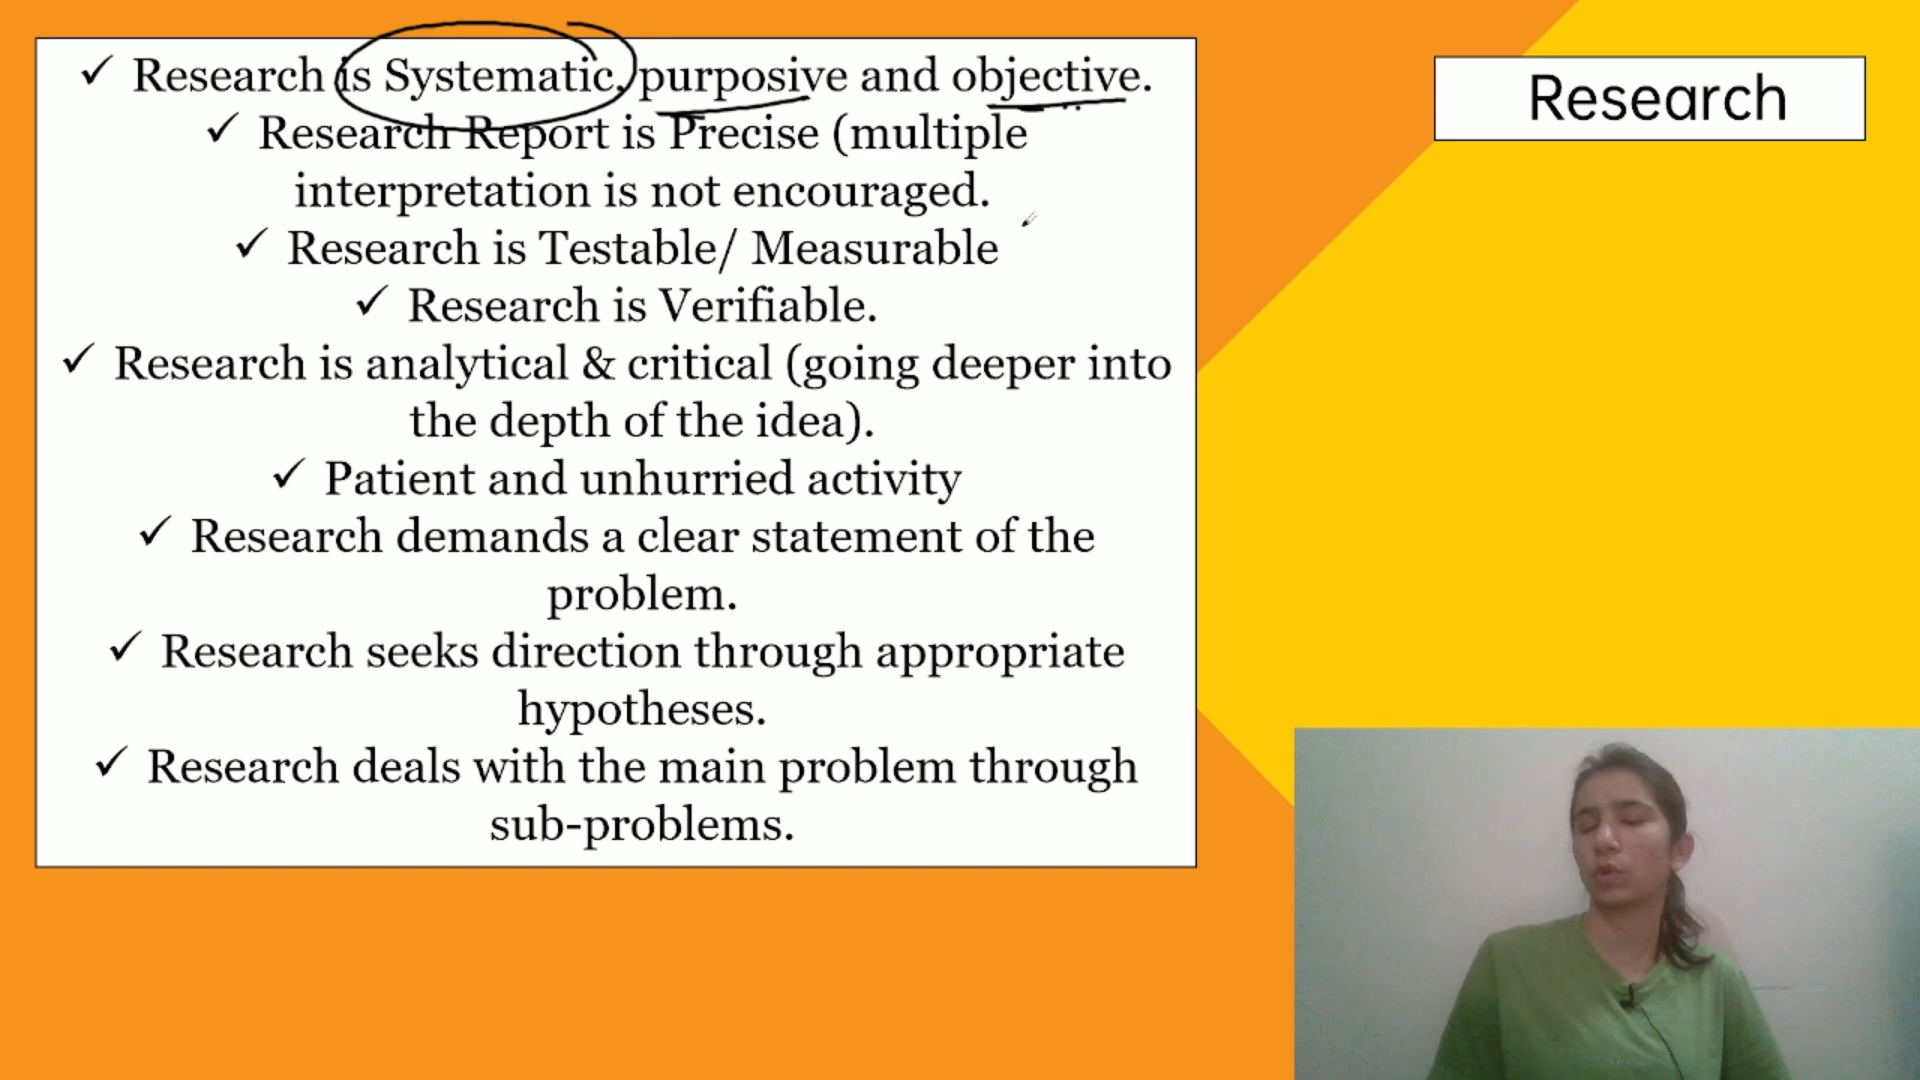 ✓ Research is Systematic, purposive and objective.
✓ Research Report is Precise (multiple
interpretation is not encouraged.
✓ Research is Testable/ Measurable
✓ Research is Verifiable.
✓ Research is analytical & critical (going deeper into
the depth of the idea).
✓ Patient and unhurried activity
✓ Research demands a clear statement of the
problem.
✓ Research seeks direction through appropriate
hypotheses.
✓ Research deals with the main problem through
sub-problems.
Research